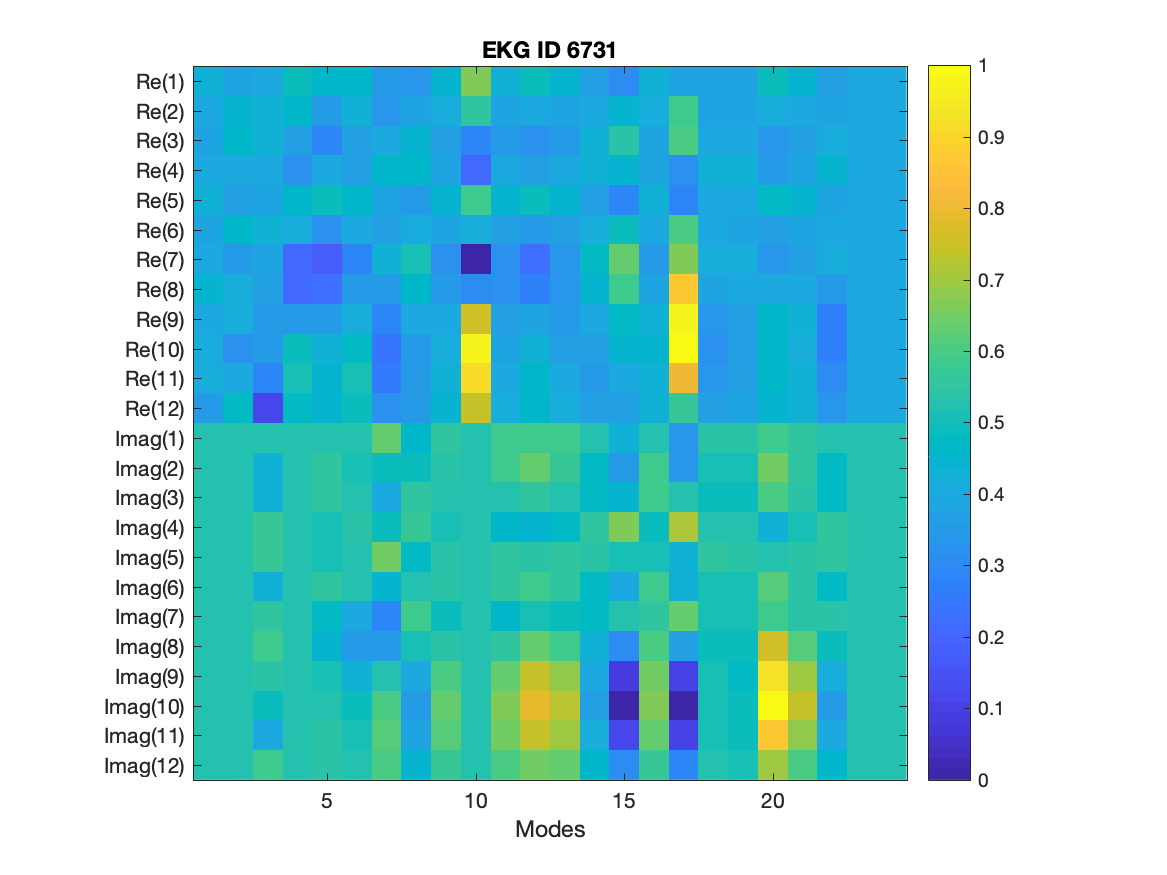 EKG ID 6731
Re(1)
Re(2)
Re(3)
Re(4)
Re(5)
Re(6)
Re(7)
Re(8)
Re(9)
Re(10)
Re(11)
Re(12)
Imag(1)
Imag(2)
Imag(3)
Imag(4)
Imag(5)
Imag(6)
Imag(7)
Imag(8)
Imag(9)
Imag(10)
Imag(11)
Imag(12)
5 10 15 20
Modes
1
0.9
0.8
0.7
0.6
0.5
0.4
0.3
0.2
0.1
0